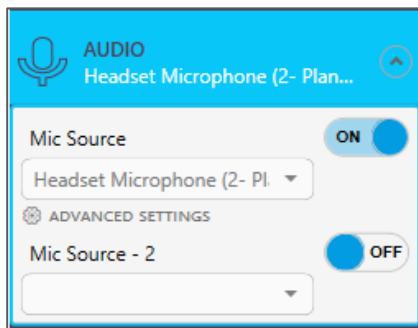 AUDIO
Headset Microphone (2- Plan...
Mic Source
ON
Headset Microphone (2- Pl
ADVANCED SETTINGS
Mic Source - 2
OFF